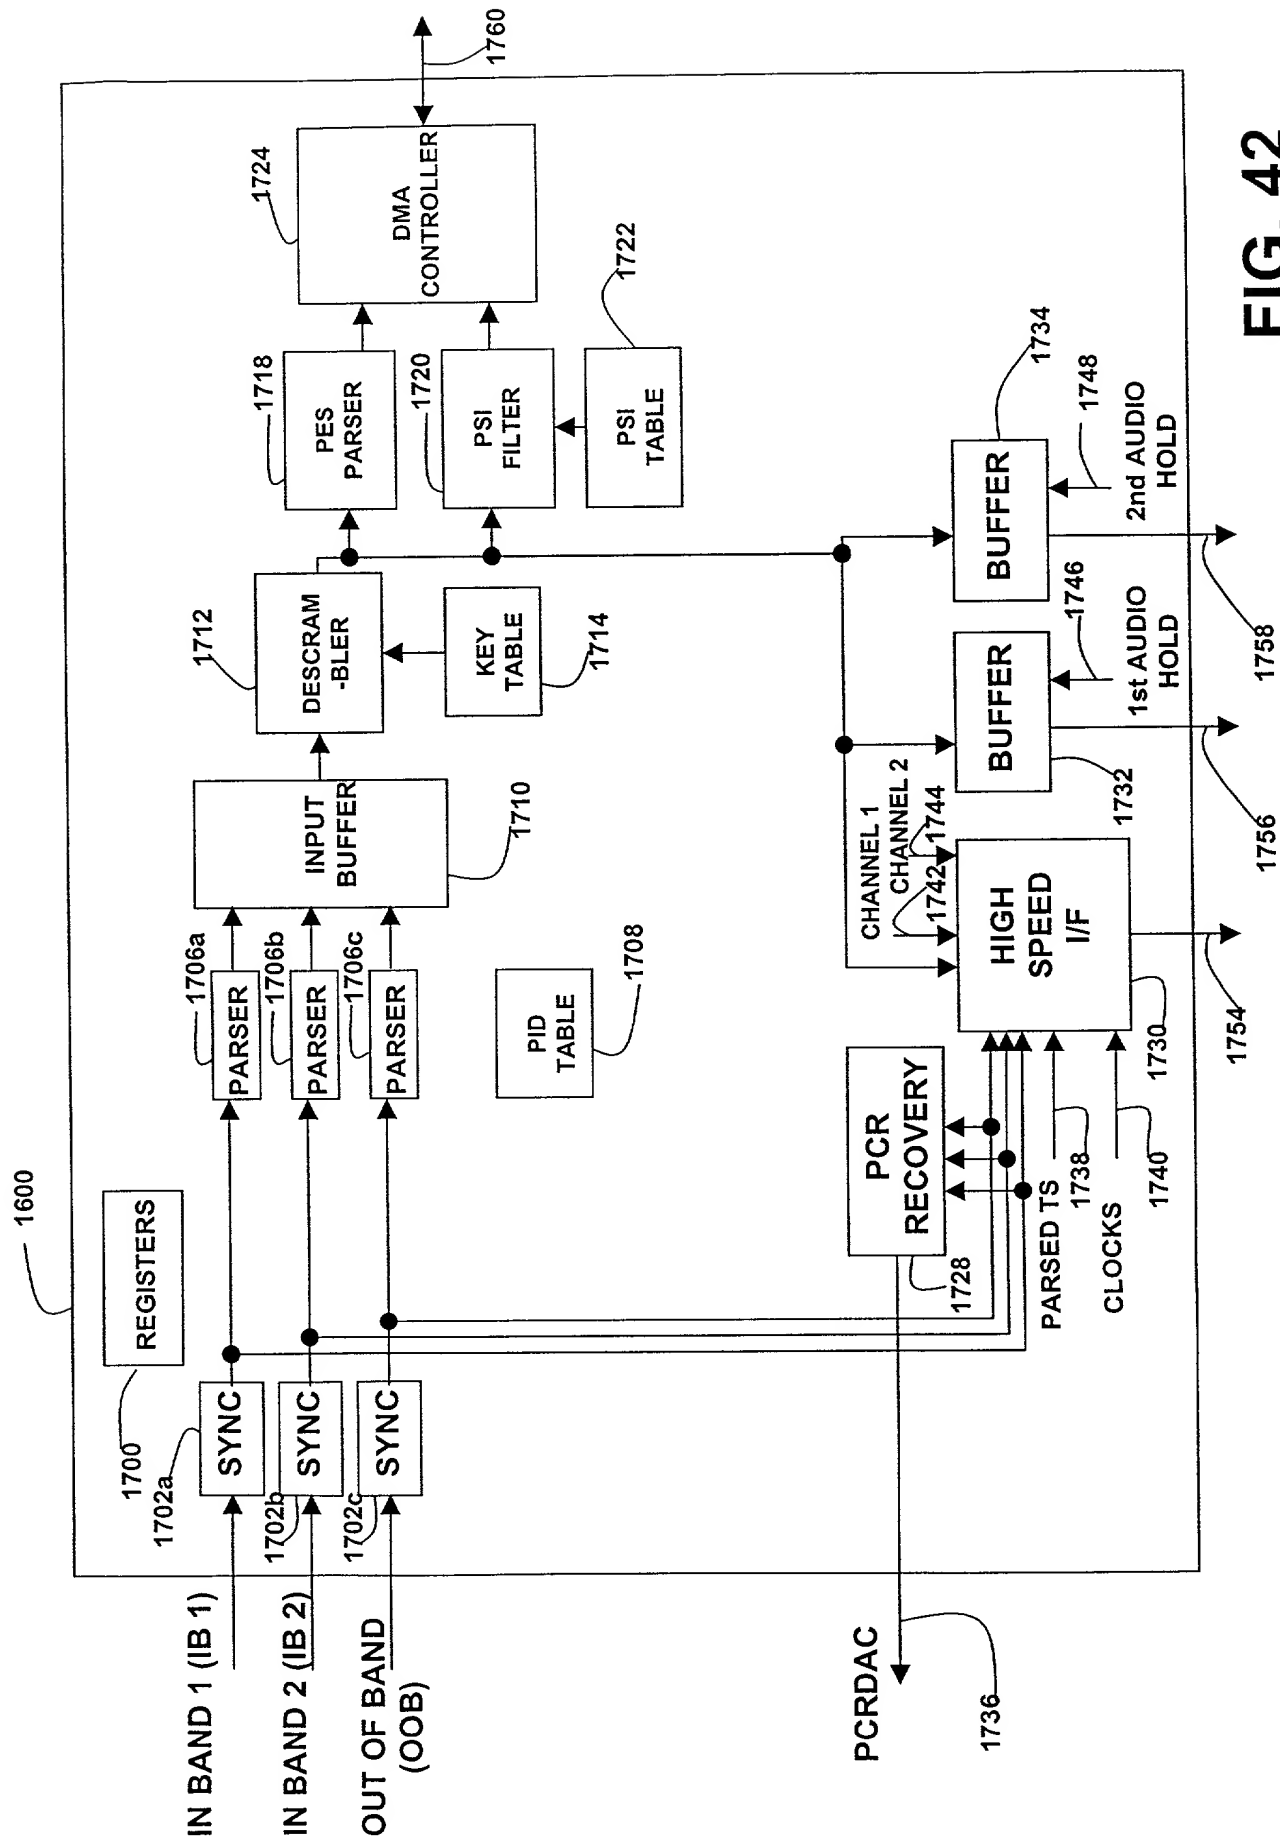 1600
1700
REGISTERS
1702a
SYNC
1702b
SYNC
1702c
SYNC
IN BAND 1 (IB 1)
IN BAND 2 (IB 2)
OUT OF BAND
(OOB)
1706a
PARSER
1706b
PARSER
1706c
PARSER
PID
TABLE
1708
INPUT
BUFFER
1710
1712
DESCRAM
-BLER
KEY
TABLE
1714
1718
PES
PARSER
1720
PSI
FILTER
PSI
TABLE
1722
1724
DMA
CONTROLLER
1760
PCRDAC
1736
PCR
RECOVERY
1728
PARSED TS
1738
CLOCKS
1740
CHANNEL 1
CHANNEL 2
1742
1744
HIGH
SPEED
I/F
1730
1754
BUFFER
1732
1746
1st AUDIO
HOLD
1756
BUFFER
1734
1748
2nd AUDIO
HOLD
1758
FIG. 42